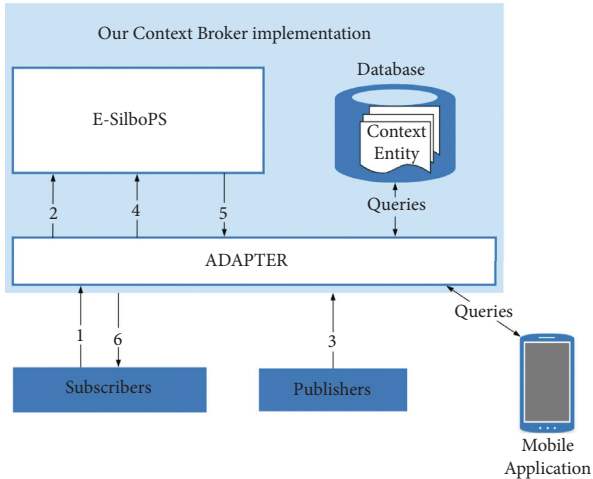 Our Context Broker implementation
Database
E-SilboPS
Context
Entity
2
4
5
Queries
ADAPTER
1
6
3
Queries
Subscribers
Publishers
Mobile
Application